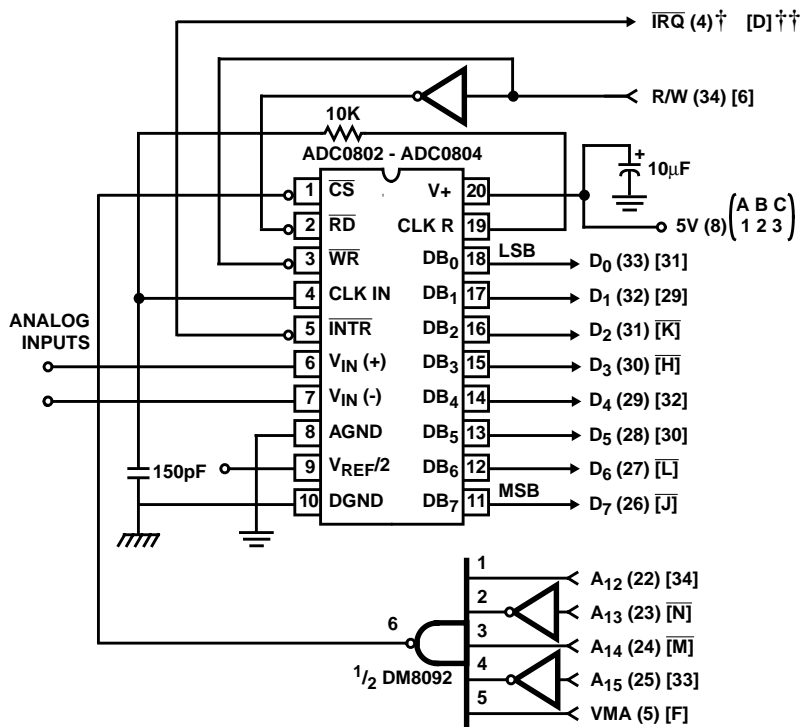 IRQ (4)† [D]††
R/W (34) [6]
10K
ADC0802 - ADC0804
10µF
+
1 CS
V+ 20
2 RD
CLK R 19
5V (8) (A B C
1 2 3)
3 WR
DB0 18 LSB
D0 (33) [31]
4 CLK IN
DB1 17
D1 (32) [29]
ANALOG
INPUTS
5 INTR
DB2 16
D2 (31) [K]
6 VIN (+)
DB3 15
D3 (30) [H]
7 VIN (-)
DB4 14
D4 (29) [32]
8 AGND
DB5 13
D5 (28) [30]
150pF
9 VREF/2
DB6 12
D6 (27) [L]
10 DGND
DB7 11 MSB
D7 (26) [J]
1
A12 (22) [34]
2
A13 (23) [N]
6
3
A14 (24) [M]
1/2 DM8092
4
A15 (25) [33]
5
VMA (5) [F]